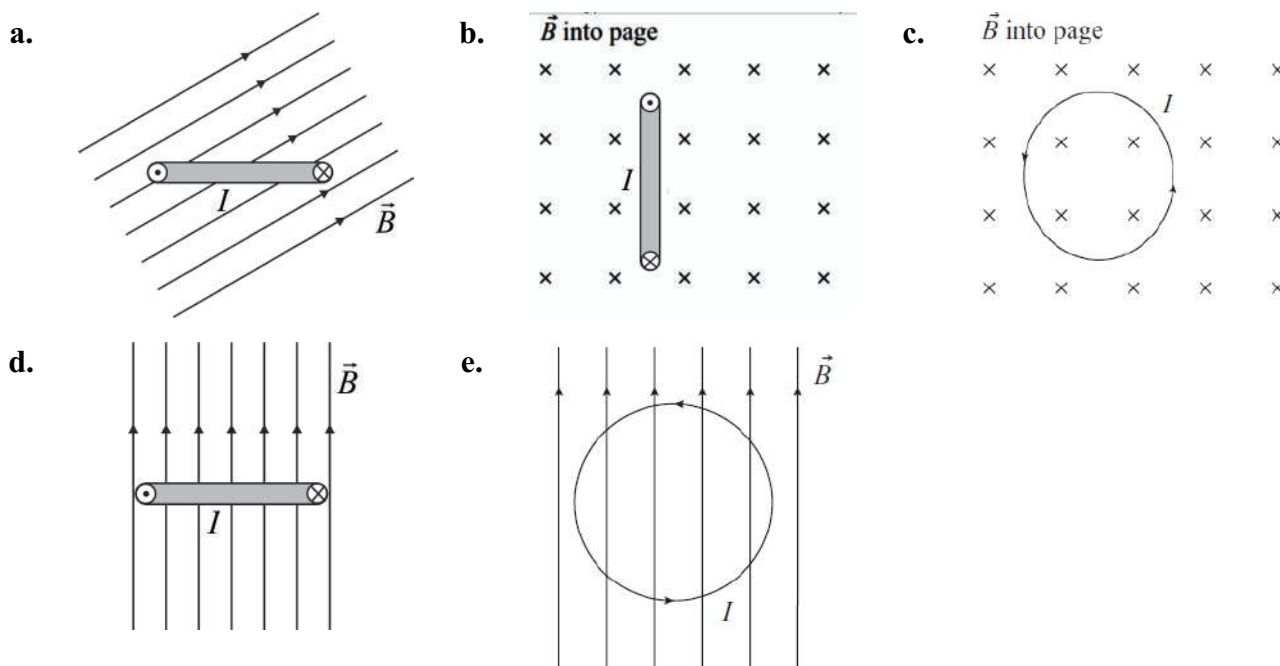 a.
I
B⃗
b.
B⃗ into page
I
c.
B⃗ into page
I
d.
B⃗
I
e.
B⃗
I